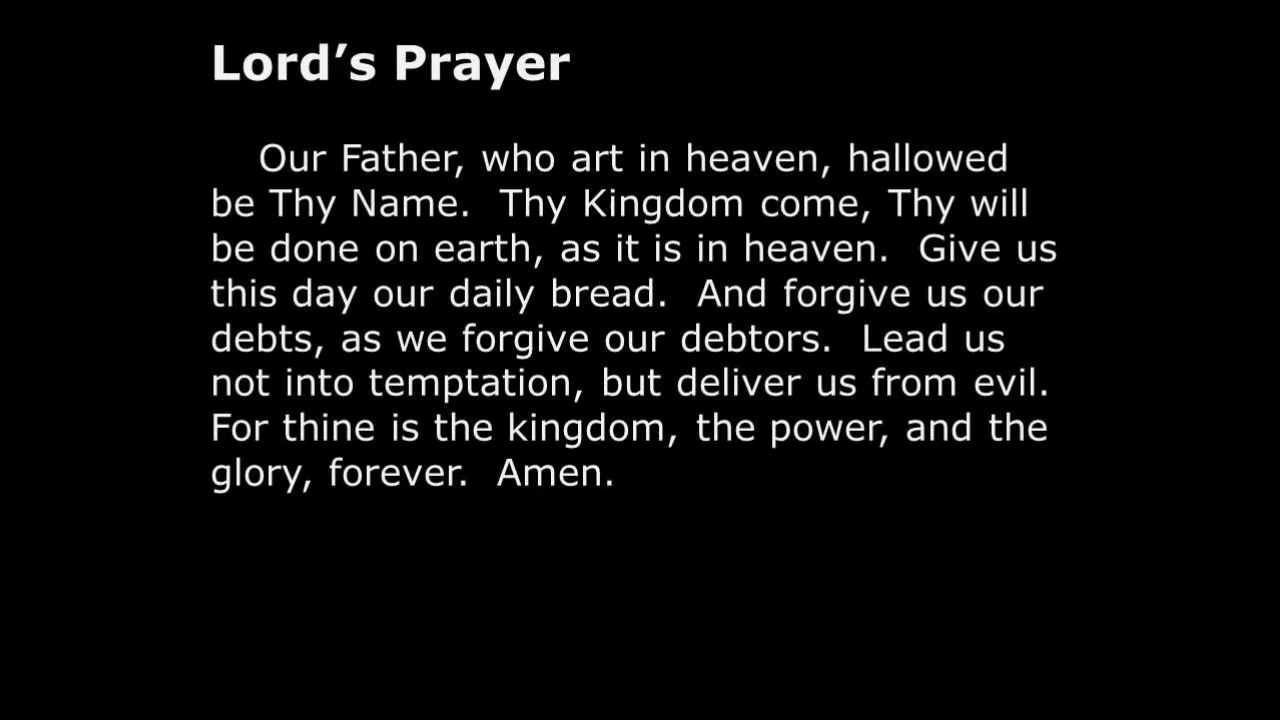 Lord’s Prayer
Our Father, who art in heaven, hallowed
be Thy Name.  Thy Kingdom come, Thy will
be done on earth, as it is in heaven.  Give us
this day our daily bread.  And forgive us our
debts, as we forgive our debtors.  Lead us
not into temptation, but deliver us from evil.
For thine is the kingdom, the power, and the
glory, forever.  Amen.